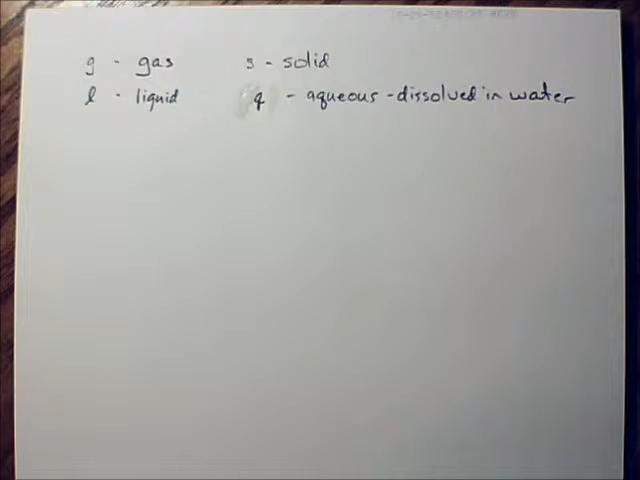 g - gas s - solid
l - liquid q - aqueous - dissolved in water